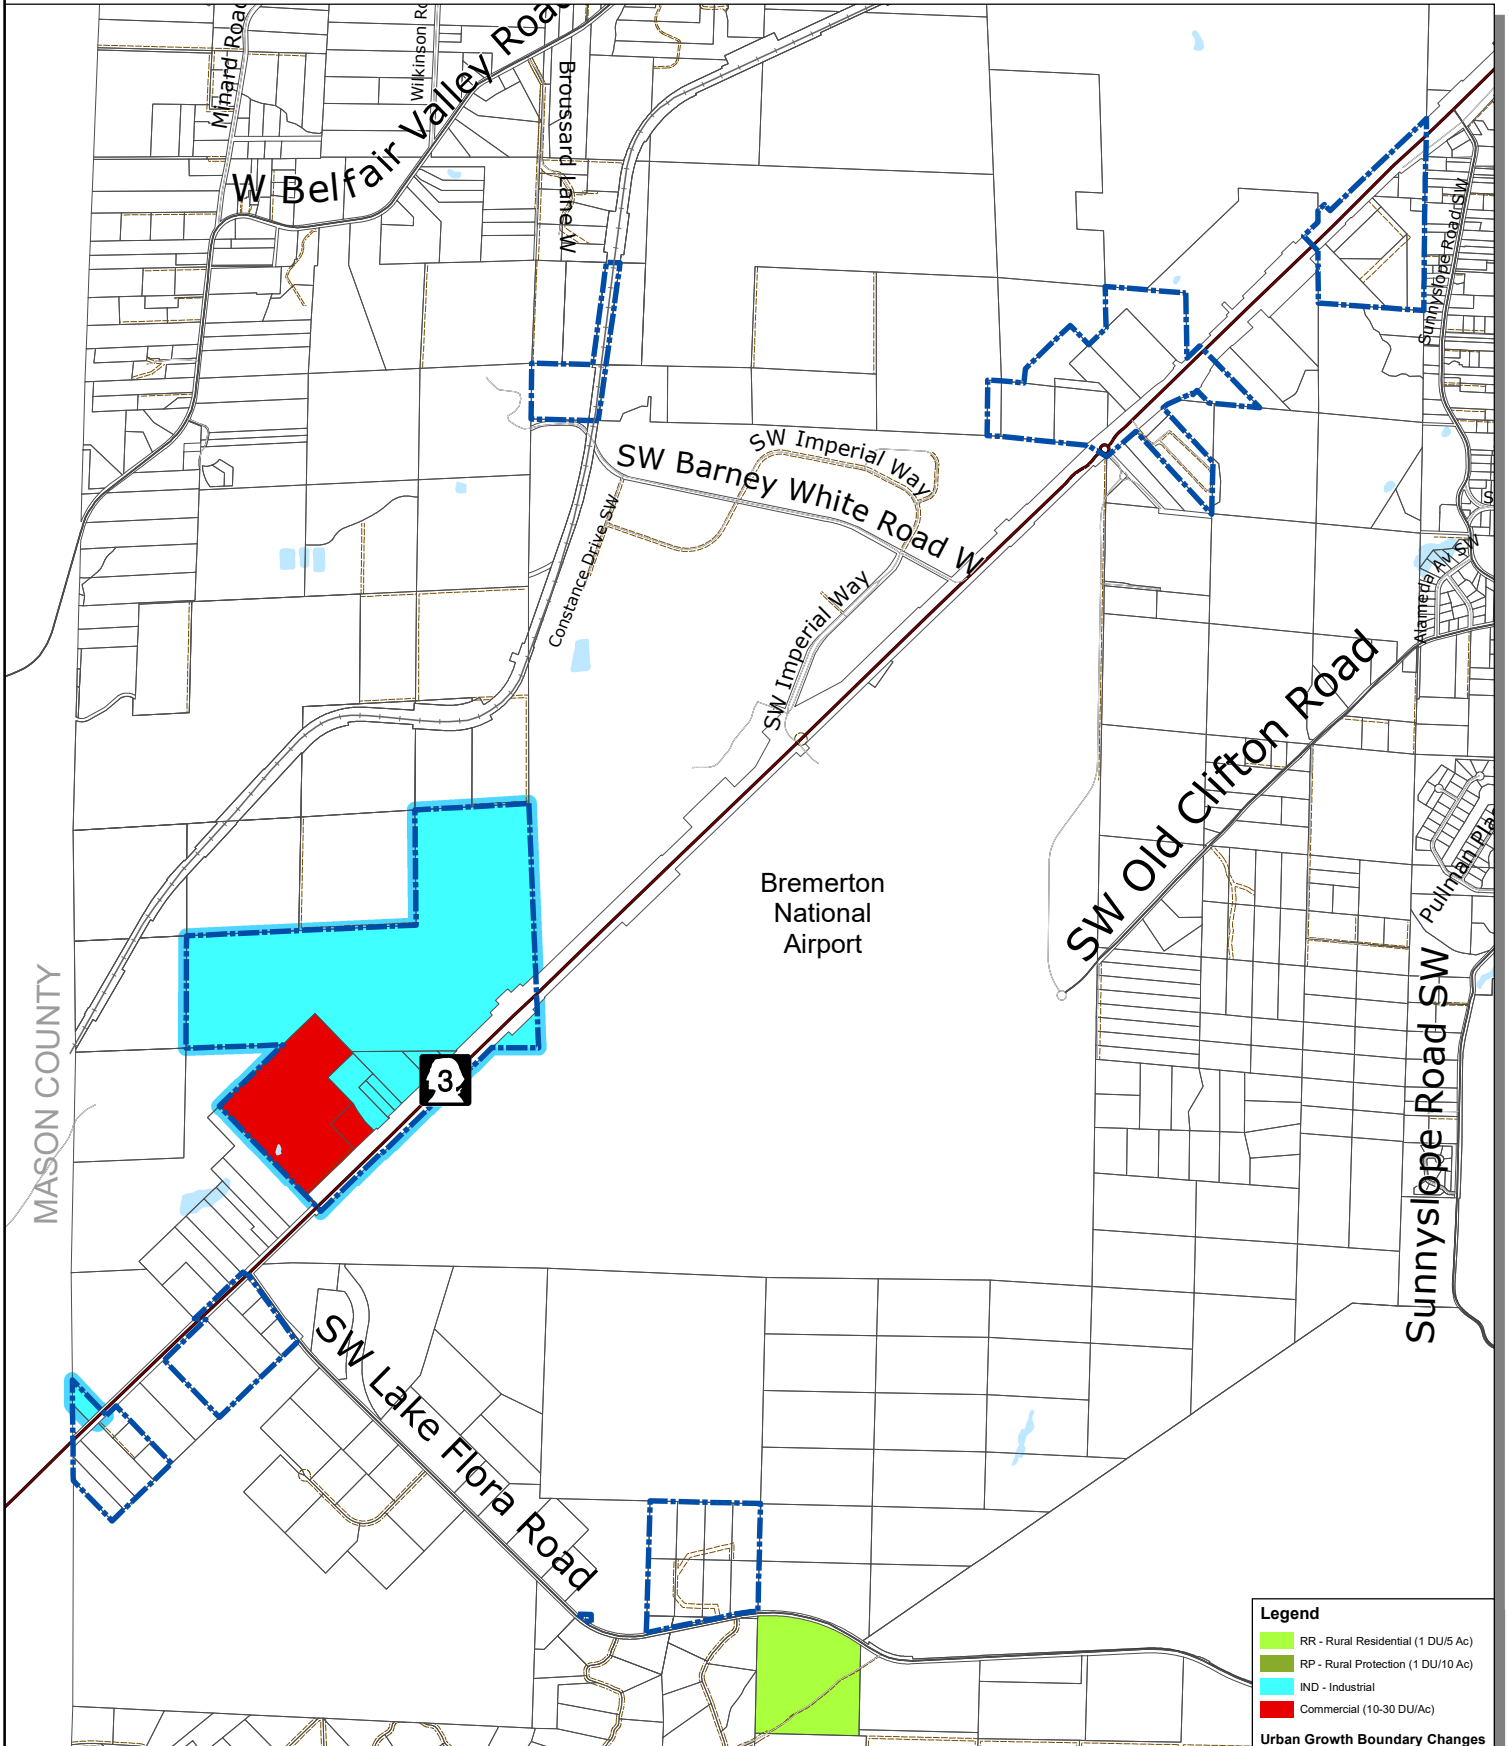 Minard Road
Wilkinson Ro
W Belfair Valley Road
Broussard Lane W
Sunnyslope Road SW
SW Imperial Way
SW Barney White Road W
Constance Drive SW
SW Imperial Way
S
Alameda Av SW
SW Old Clifton Road
Pullman Pla
Bremerton
National
Airport
MASON COUNTY
3
Sunnyslope Road SW
SW Lake Flora Road
Legend
RR - Rural Residential (1 DU/5 Ac)
RP - Rural Protection (1 DU/10 Ac)
IND - Industrial
Commercial (10-30 DU/Ac)
Urban Growth Boundary Changes